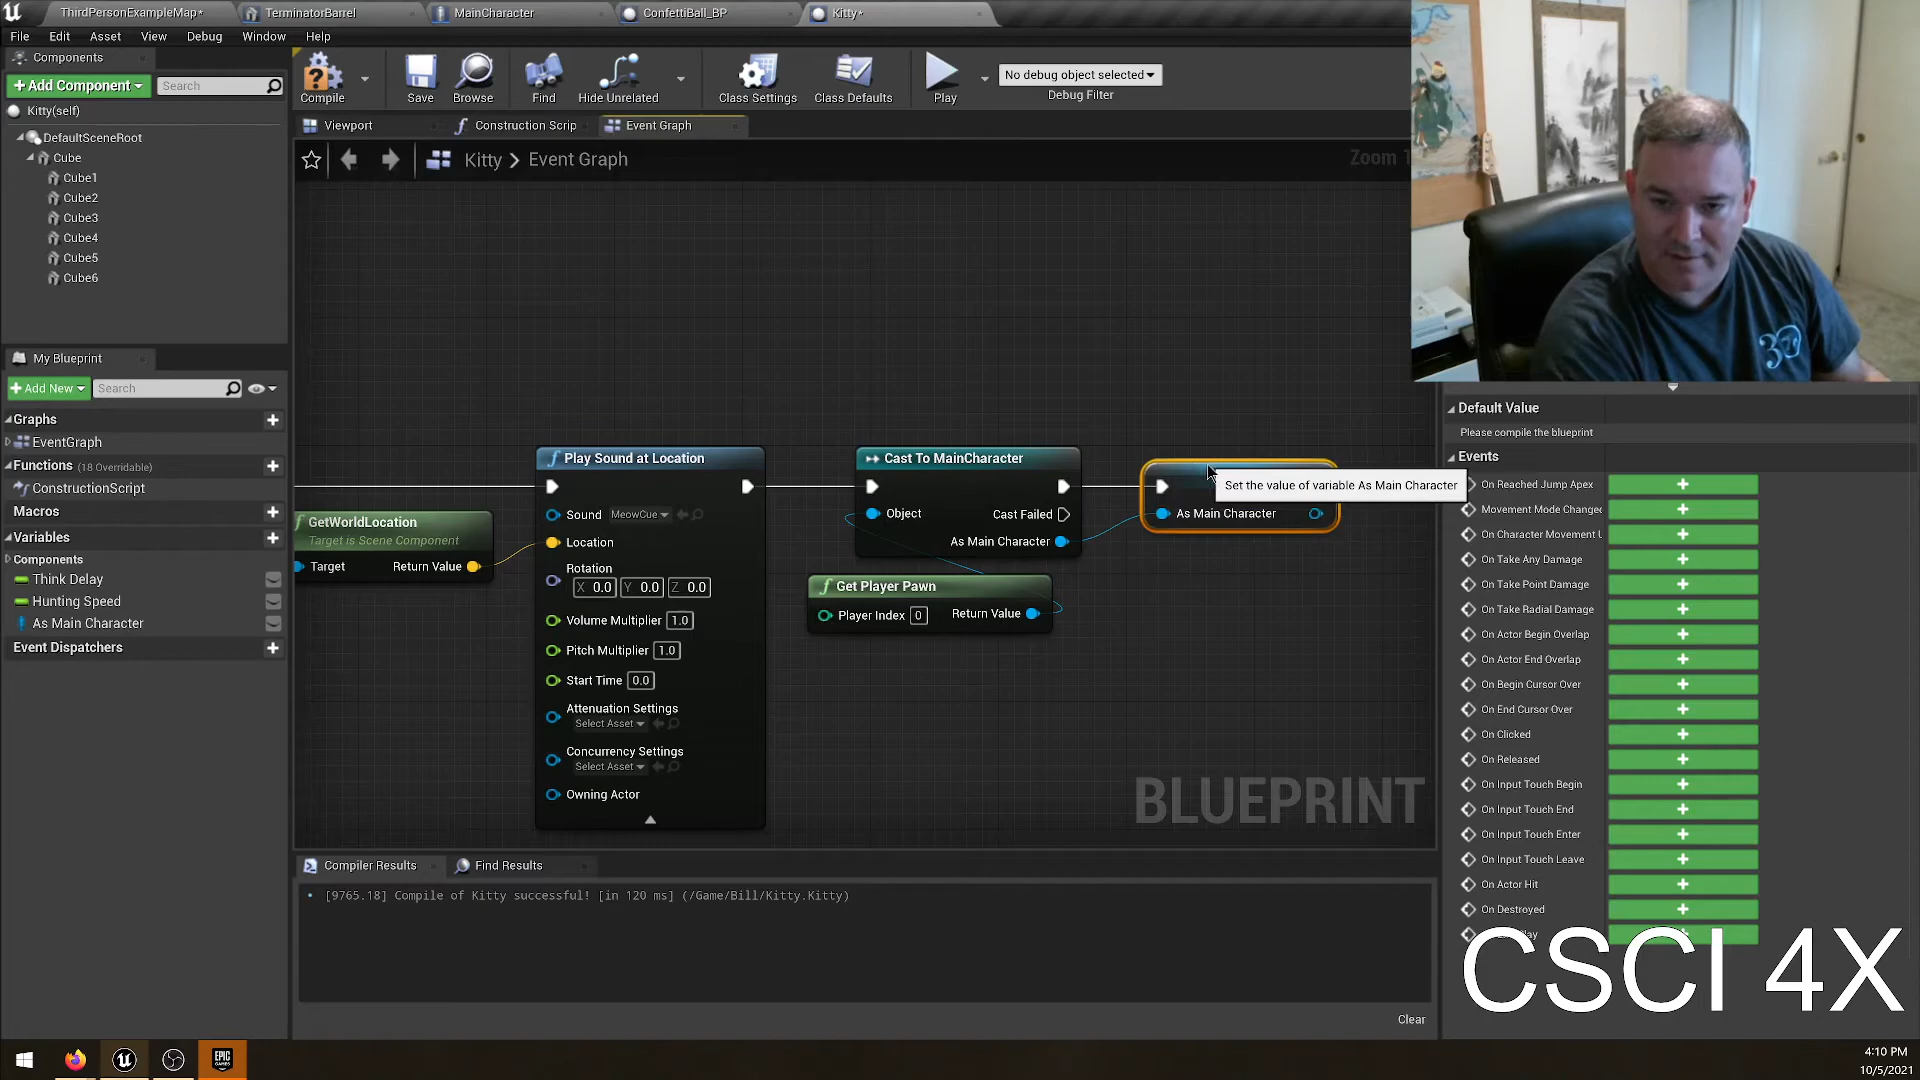 ThirdPersonExampleMap*
TerminatorBarrel
MainCharacter
ConfettiBall_BP
Kitty*
File Edit Asset View Debug Window Help
Components
+ Add Component
Search
Kitty(self)
DefaultSceneRoot
Cube
Cube1
Cube2
Cube3
Cube4
Cube5
Cube6
My Blueprint
+ Add New
Search
Graphs
EventGraph
Functions (18 Overridable)
ConstructionScript
Macros
Variables
Components
Think Delay
Hunting Speed
As Main Character
Event Dispatchers
Compile
Save
Browse
Find
Hide Unrelated
Class Settings
Class Defaults
Play
No debug object selected
Debug Filter
Viewport
Construction Scrip
Event Graph
Kitty > Event Graph
Zoom 1
GetWorldLocation
Target is Scene Component
Target
Return Value
Play Sound at Location
Sound MeowCue
Location
Rotation
X 0.0 Y 0.0 Z 0.0
Volume Multiplier 1.0
Pitch Multiplier 1.0
Start Time 0.0
Attenuation Settings
Select Asset
Concurrency Settings
Select Asset
Owning Actor
Cast To MainCharacter
Object
Cast Failed
As Main Character
Get Player Pawn
Player Index 0
Return Value
Set the value of variable As Main Character
As Main Character
BLUEPRINT
Compiler Results
Find Results
[9765.18] Compile of Kitty successful! [in 120 ms] (/Game/Bill/Kitty.Kitty)
Clear
Default Value
Please compile the blueprint
Events
On Reached Jump Apex
Movement Mode Changed
On Character Movement U
On Take Any Damage
On Take Point Damage
On Take Radial Damage
On Actor Begin Overlap
On Actor End Overlap
On Begin Cursor Over
On End Cursor Over
On Clicked
On Released
On Input Touch Begin
On Input Touch End
On Input Touch Enter
On Input Touch Leave
On Actor Hit
On Destroyed
CSCI 4X
EPIC GAMES
4:10 PM
10/5/2021